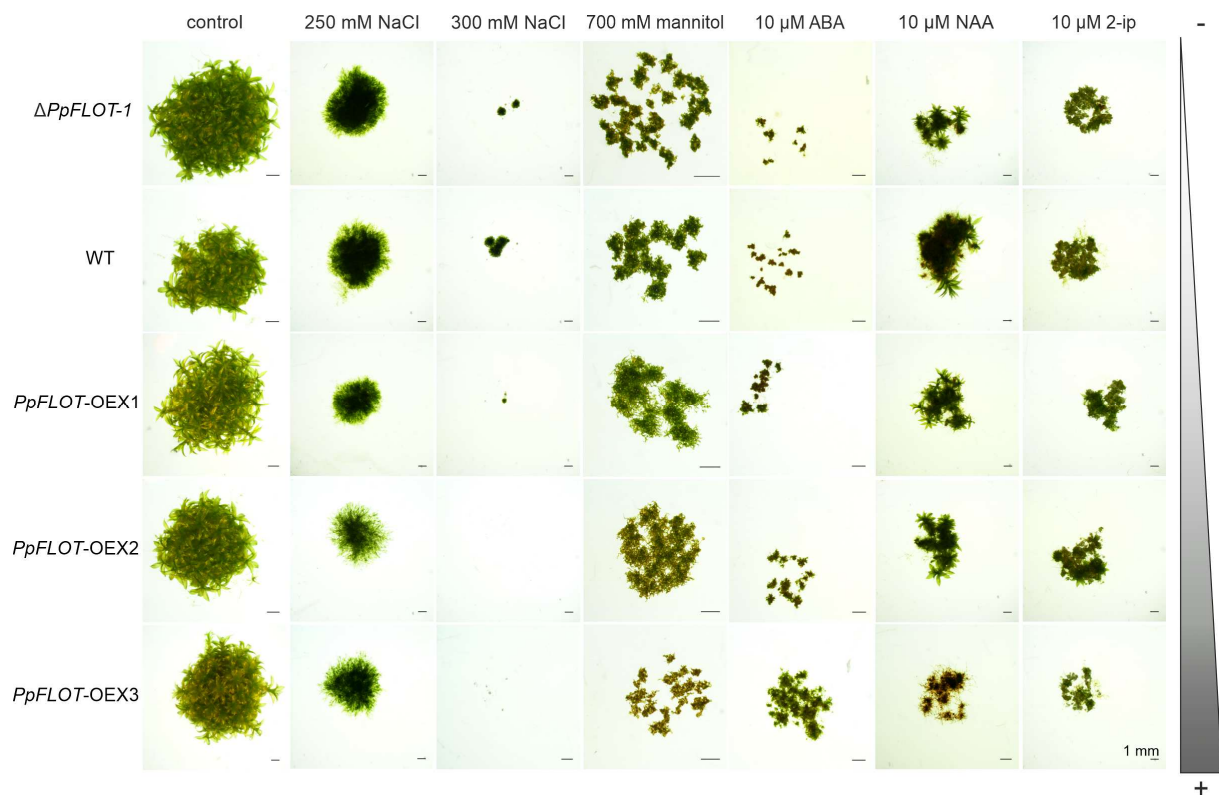 control 250 mM NaCl 300 mM NaCl 700 mM mannitol 10 µM ABA 10 µM NAA 10 µM 2-ip -
ΔPpFLOT-1
WT
PpFLOT-OEX1
PpFLOT-OEX2
PpFLOT-OEX3
1 mm
+